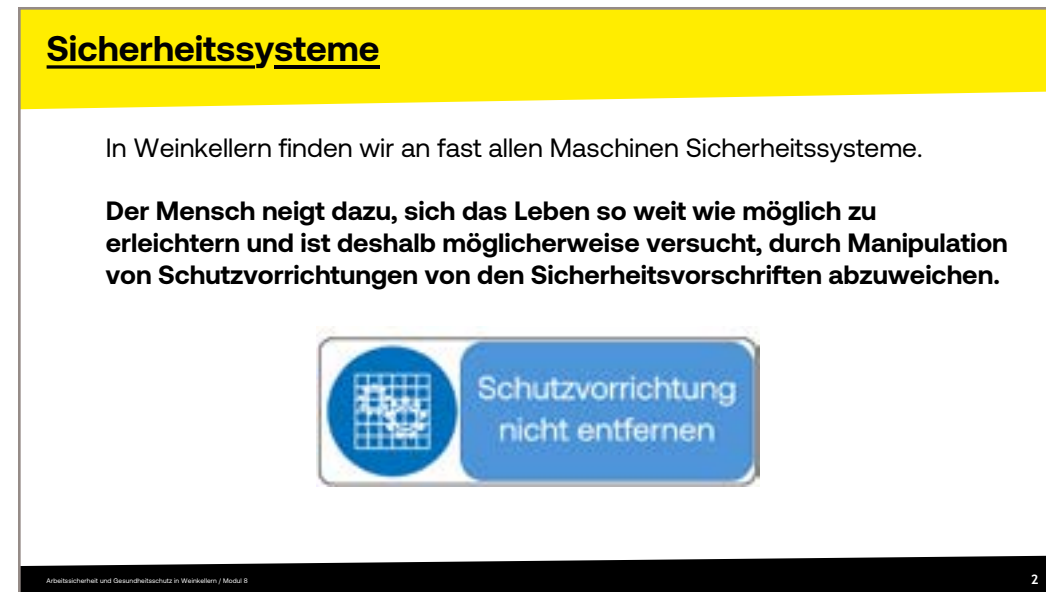 Sicherheitssysteme
In Weinkellern finden wir an fast allen Maschinen Sicherheitssysteme.
Der Mensch neigt dazu, sich das Leben so weit wie möglich zu
erleichtern und ist deshalb möglicherweise versucht, durch Manipulation
von Schutzvorrichtungen von den Sicherheitsvorschriften abzuweichen.
Schutzvorrichtung
nicht entfernen
Arbeitssicherheit und Gesundheitsschutz in Weinkellern / Modul 8
2